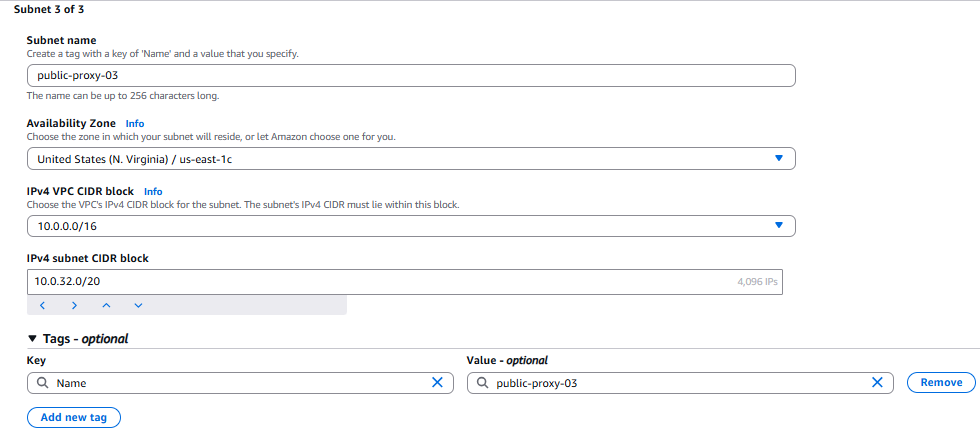 Subnet 3 of 3
Subnet name
Create a tag with a key of 'Name' and a value that you specify.
public-proxy-03
The name can be up to 256 characters long.
Availability Zone Info
Choose the zone in which your subnet will reside, or let Amazon choose one for you.
United States (N. Virginia) / us-east-1c
IPv4 VPC CIDR block Info
Choose the VPC's IPv4 CIDR block for the subnet. The subnet's IPv4 CIDR must lie within this block.
10.0.0.0/16
IPv4 subnet CIDR block
10.0.32.0/20 4,096 IPs
Tags - optional
Key Value - optional
Name public-proxy-03 Remove
Add new tag